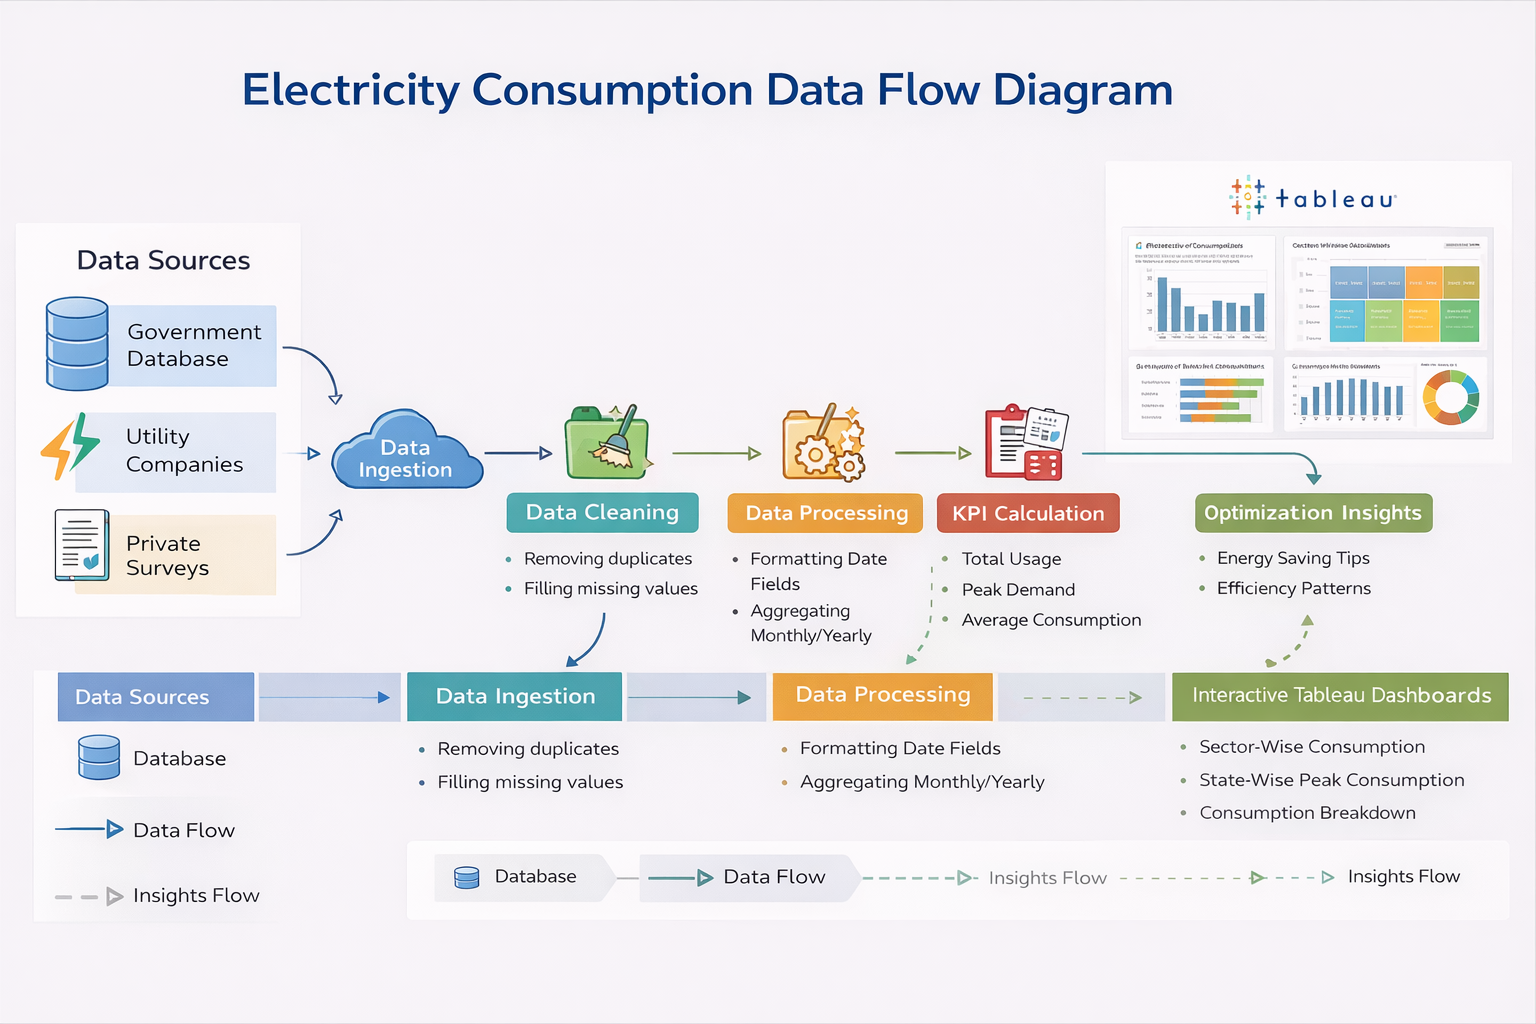 Electricity Consumption Data Flow Diagram
tableau
Data Sources
Government
Database
Utility
Companies
Private
Surveys
Data
Ingestion
Data Cleaning
Removing duplicates
Filling missing values
Data Processing
Formatting Date
Fields
Aggregating
Monthly/Yearly
KPI Calculation
Total Usage
Peak Demand
Average Consumption
Optimization Insights
Energy Saving Tips
Efficiency Patterns
Data Sources
Database
Data Flow
Insights Flow
Data Ingestion
Removing duplicates
Filling missing values
Data Processing
Formatting Date Fields
Aggregating Monthly/Yearly
Interactive Tableau Dashboards
Sector-Wise Consumption
State-Wise Peak Consumption
Consumption Breakdown
Database
Data Flow
Insights Flow
Insights Flow